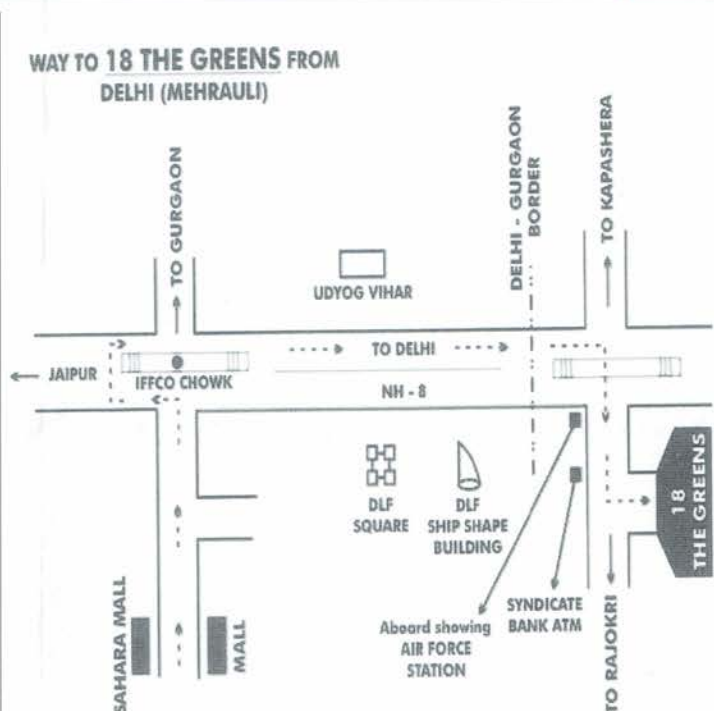 WAY TO 18 THE GREENS FROM
DELHI (MEHRAULI)
TO GURGAON
DELHI - GURGAON
BORDER
TO KAPASHERA
UDYOG VIHAR
TO DELHI
JAIPUR
IFFCO CHOWK
NH - 8
18
THE GREENS
DLF
SQUARE
DLF
SHIP SHAPE
BUILDING
SAHARA MALL
MALL
Aboard showing
AIR FORCE
STATION
SYNDICATE
BANK ATM
TO RAJOKRI